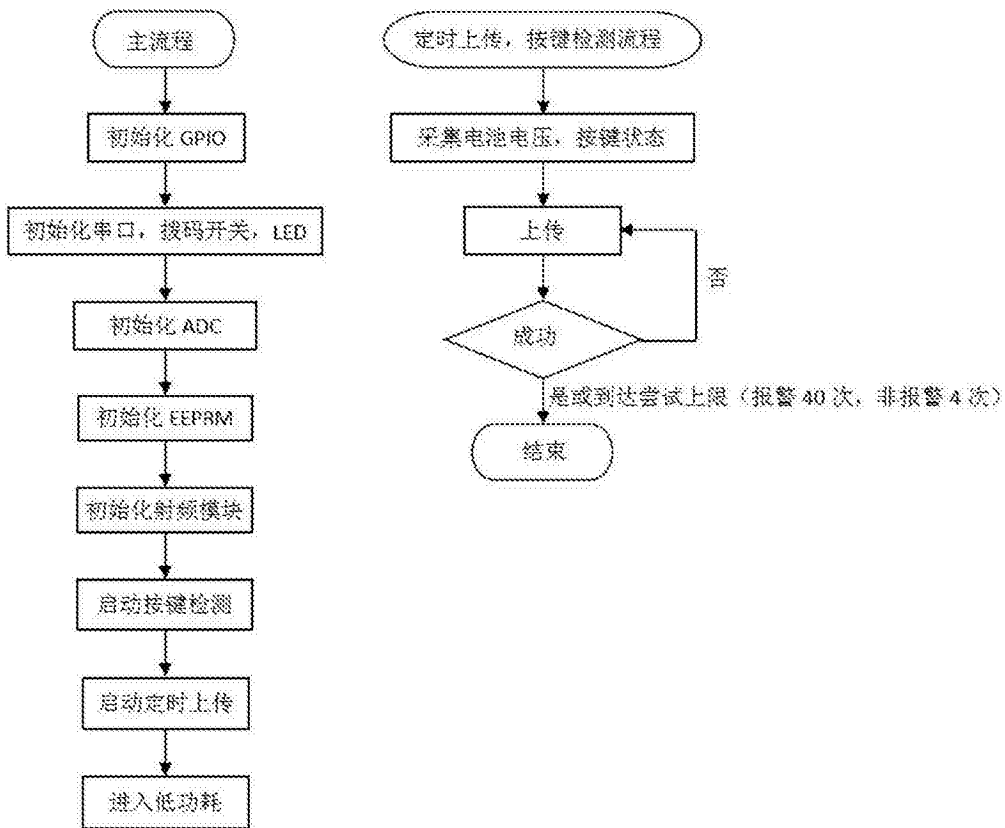 主流程
初始化 GPIO
初始化串口，拨码开关，LED
初始化 ADC
初始化 EEPRM
初始化射频模块
启动按键检测
启动定时上传
进入低功耗
定时上传，按键检测流程
采集电池电压，按键状态
上传
否
成功
是或到达尝试上限（报警 40 次，非报警 4 次）
结束